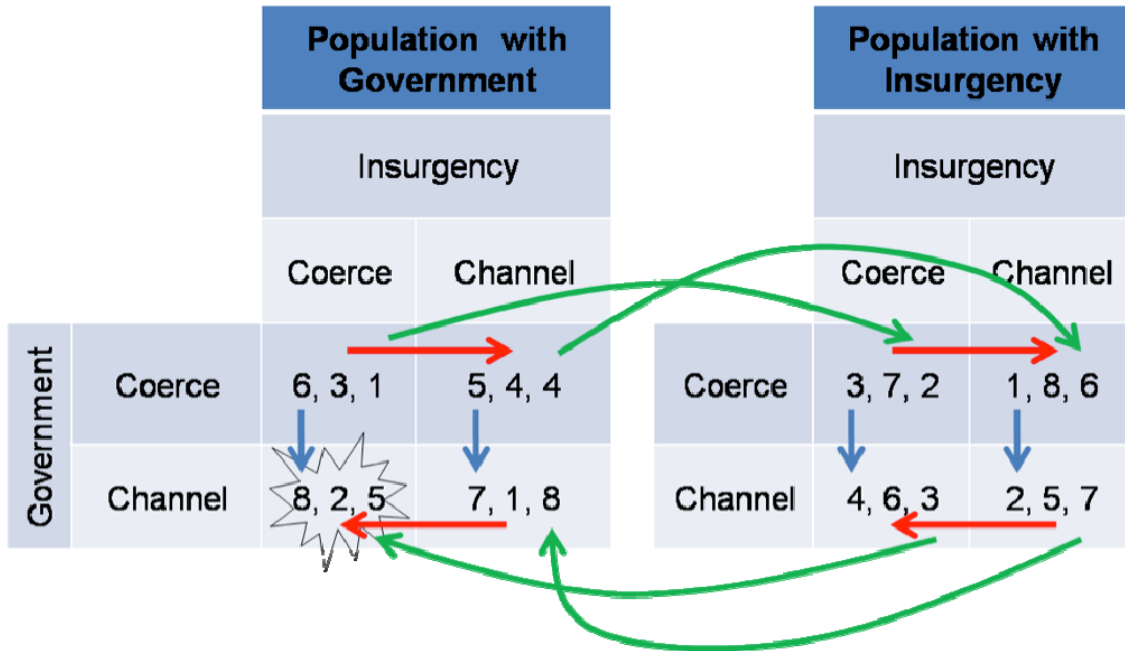 Population with
Government
Population with
Insurgency
Insurgency
Insurgency
Coerce
Channel
Coerce
Channel
Government
Coerce
6, 3, 1
5, 4, 4
Coerce
3, 7, 2
1, 8, 6
Channel
8, 2, 5
7, 1, 8
Channel
4, 6, 3
2, 5, 7